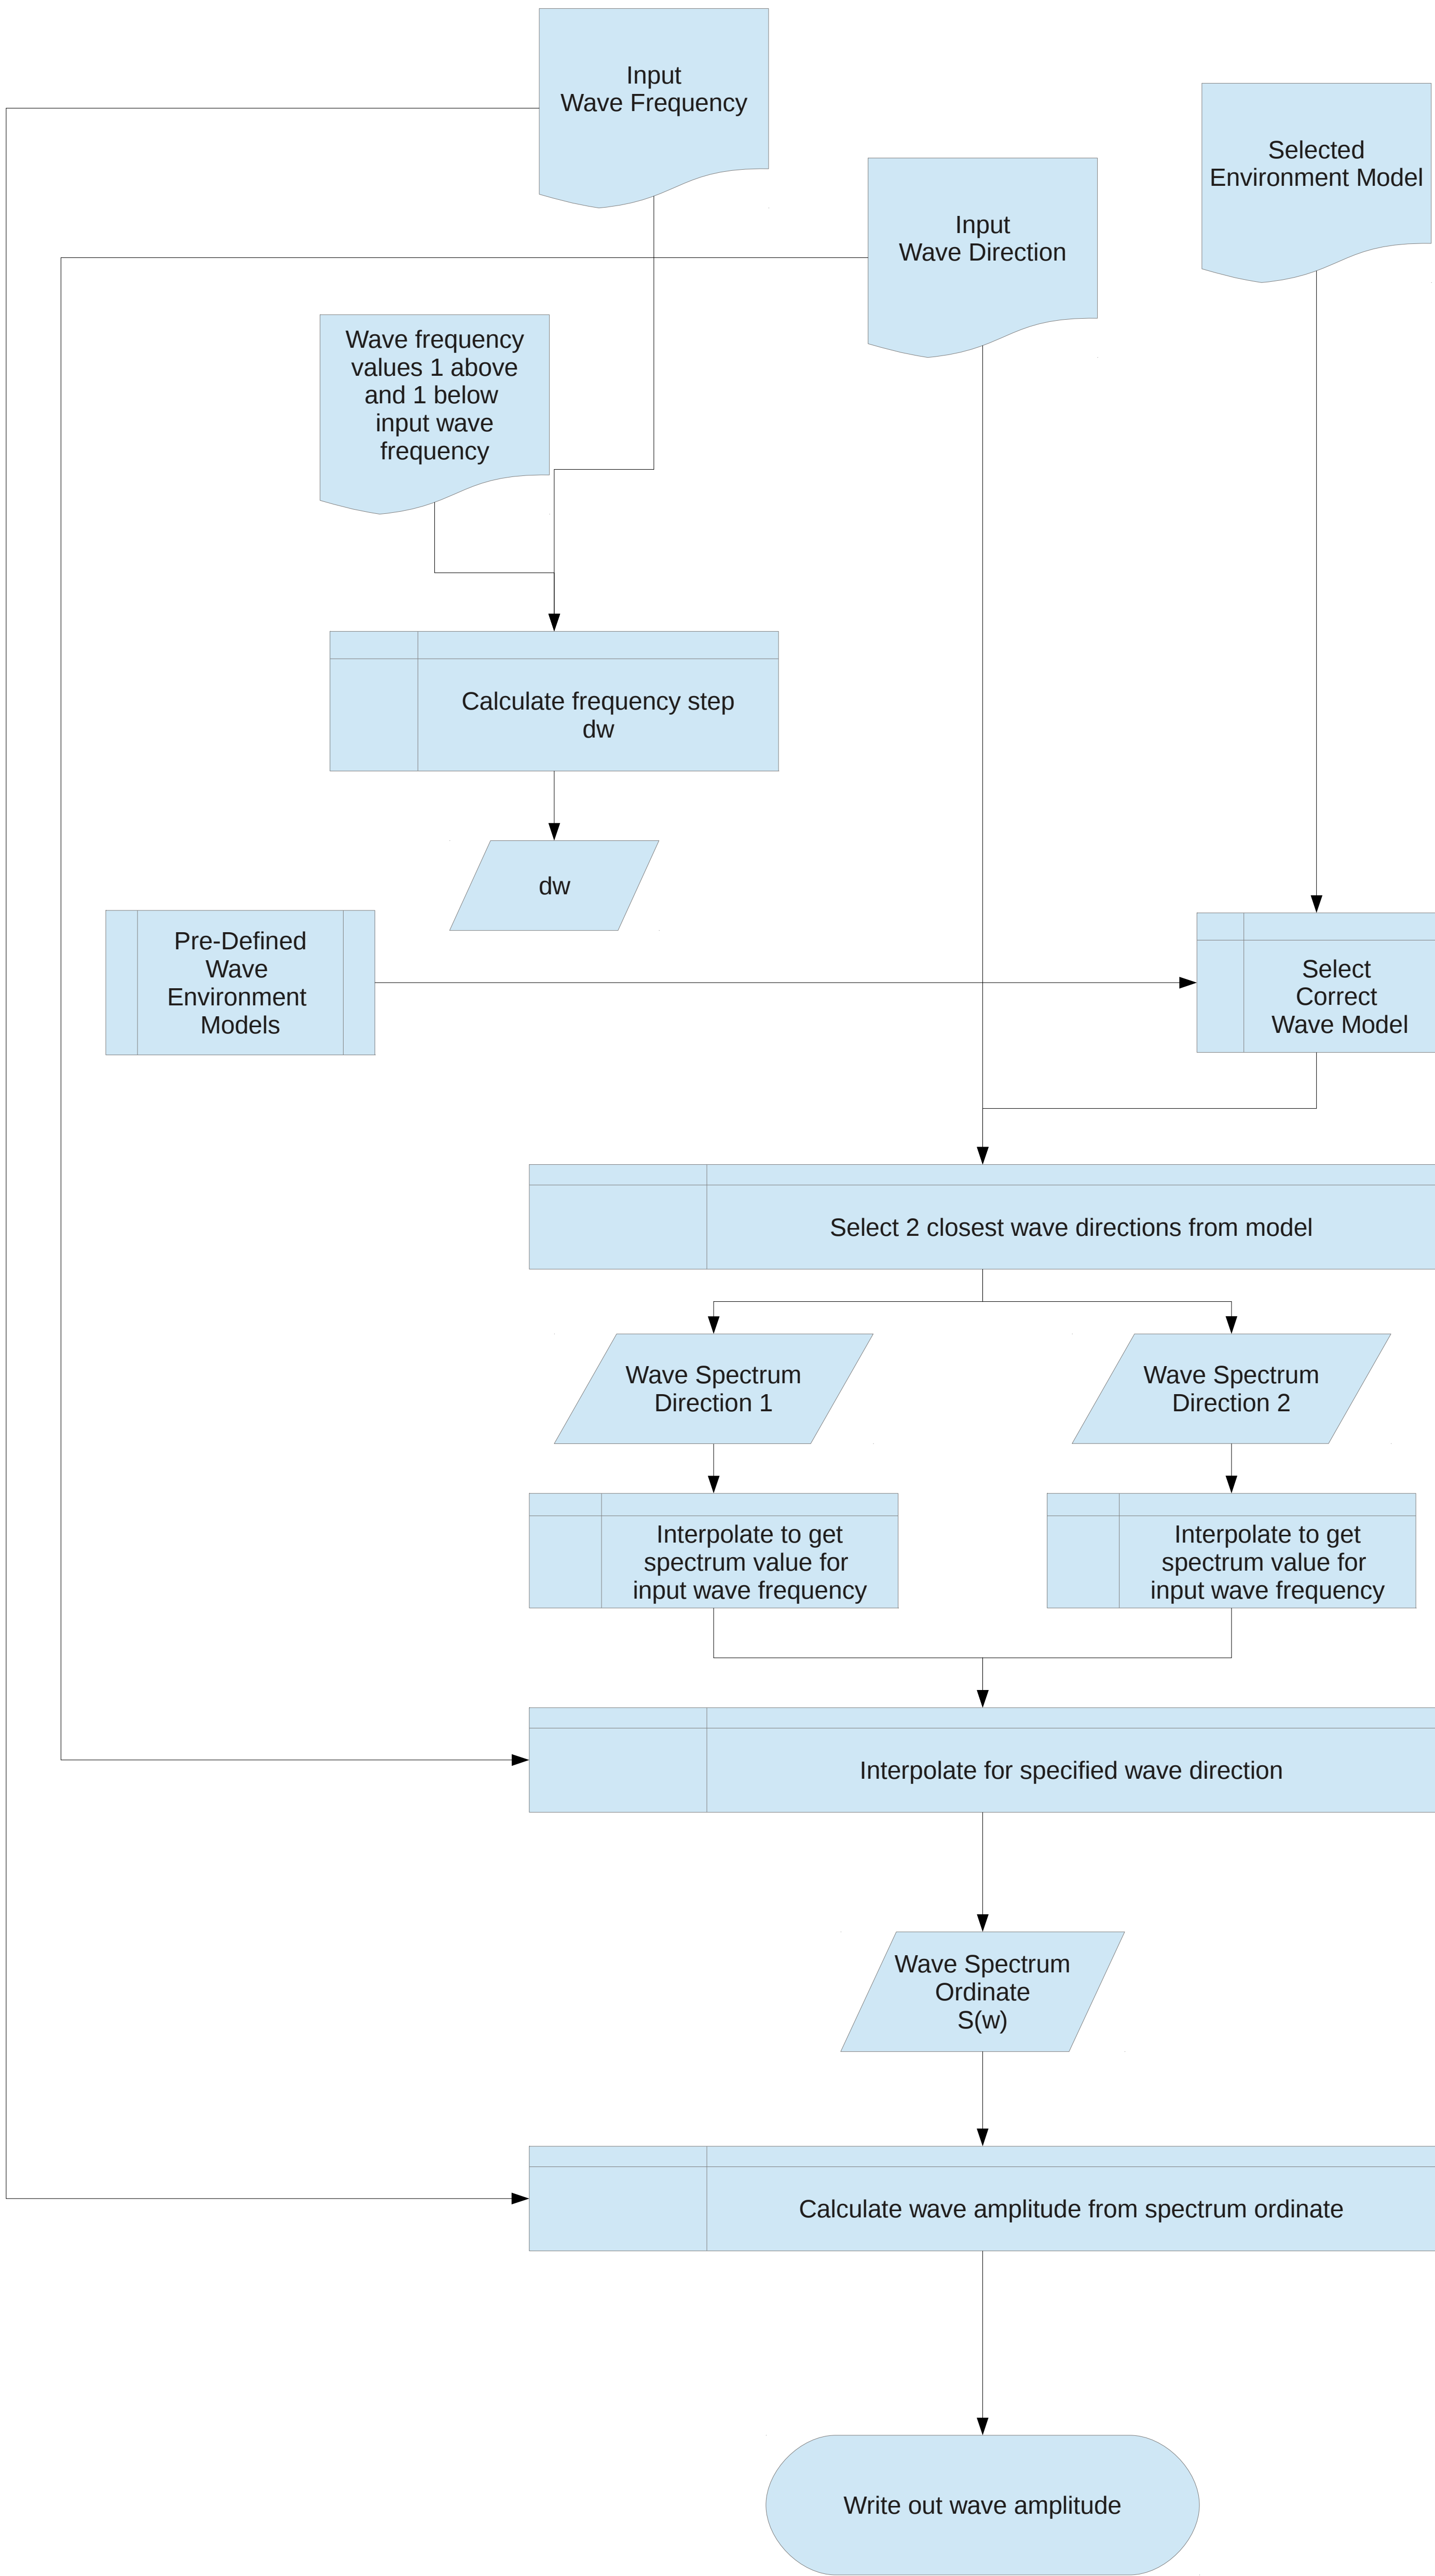 Input
Wave Frequency
Selected
Environment Model
Input
Wave Direction
Wave frequency
values 1 above
and 1 below
input wave
frequency
Calculate frequency step
dw
dw
Pre-Defined
Wave
Environment
Models
Select
Correct
Wave Model
Select 2 closest wave directions from model
Wave Spectrum
Direction 1
Wave Spectrum
Direction 2
Interpolate to get
spectrum value for
input wave frequency
Interpolate to get
spectrum value for
input wave frequency
Interpolate for specified wave direction
Wave Spectrum
Ordinate
S(w)
Calculate wave amplitude from spectrum ordinate
Write out wave amplitude